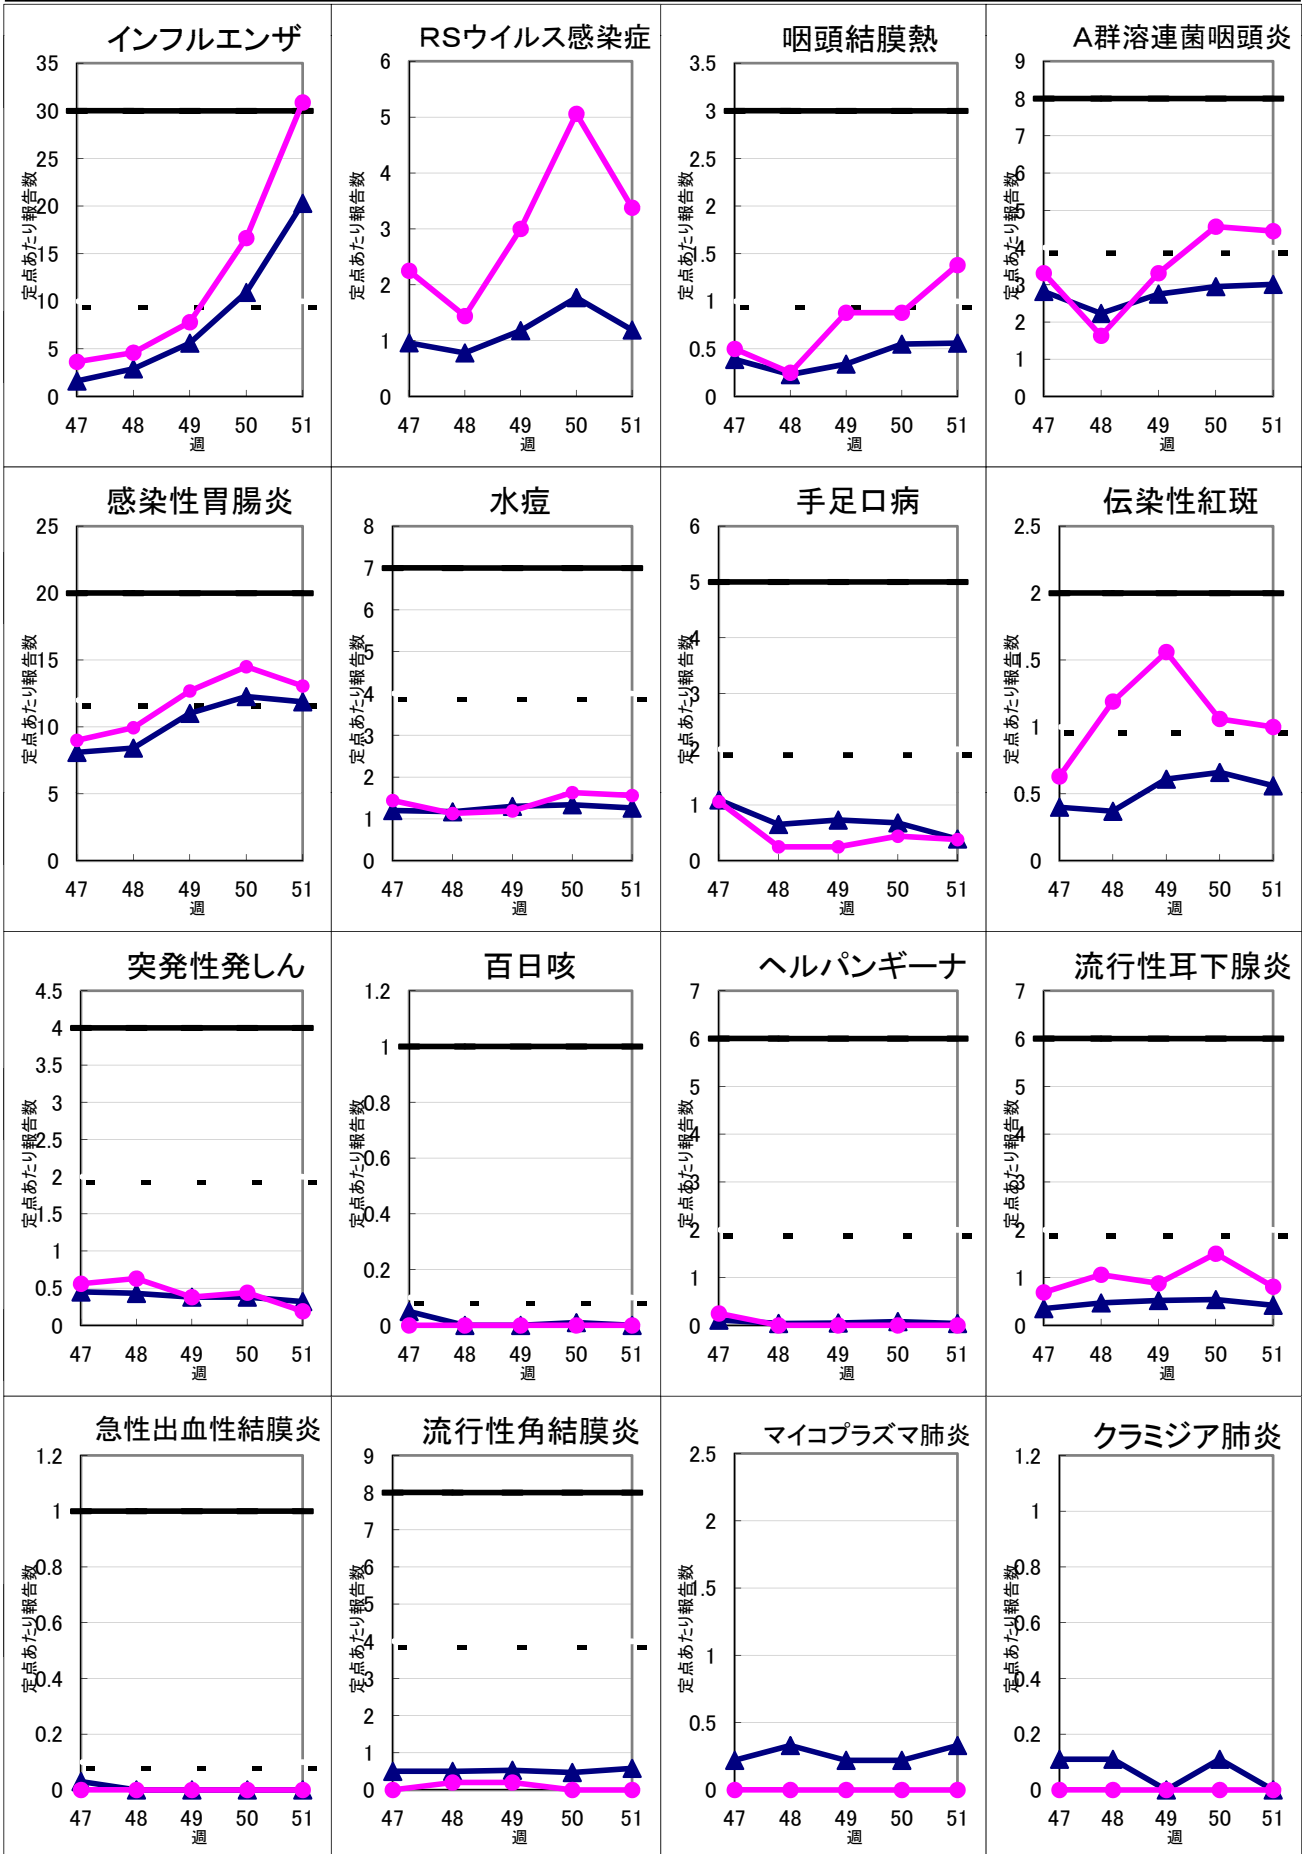 インフルエンザ
35
30
25
20
15
10
5
0
定点あたり報告数
47 48 49 50 51
週
RSウイルス感染症
6
5
4
3
2
1
0
定点あたり報告数
47 48 49 50 51
週
咽頭結膜熱
3.5
3
2.5
2
1.5
1
0.5
0
定点あたり報告数
47 48 49 50 51
週
A群溶連菌咽頭炎
9
8
7
6
5
4
3
2
1
0
定点あたり報告数
47 48 49 50 51
週
感染性胃腸炎
25
20
15
10
5
0
定点あたり報告数
47 48 49 50 51
週
水痘
8
7
6
5
4
3
2
1
0
定点あたり報告数
47 48 49 50 51
週
手足口病
6
5
4
3
2
1
0
定点あたり報告数
47 48 49 50 51
週
伝染性紅斑
2.5
2
1.5
1
0.5
0
定点あたり報告数
47 48 49 50 51
週
突発性発しん
4.5
4
3.5
3
2.5
2
1.5
1
0.5
0
定点あたり報告数
47 48 49 50 51
週
百日咳
1.2
1
0.8
0.6
0.4
0.2
0
定点あたり報告数
47 48 49 50 51
週
ヘルパンギーナ
7
6
5
4
3
2
1
0
定点あたり報告数
47 48 49 50 51
週
流行性耳下腺炎
7
6
5
4
3
2
1
0
定点あたり報告数
47 48 49 50 51
週
急性出血性結膜炎
1.2
1
0.8
0.6
0.4
0.2
0
定点あたり報告数
47 48 49 50 51
週
流行性角結膜炎
9
8
7
6
5
4
3
2
1
0
定点あたり報告数
47 48 49 50 51
週
マイコプラズマ肺炎
2.5
2
1.5
1
0.5
0
定点あたり報告数
47 48 49 50 51
週
クラミジア肺炎
1.2
1
0.8
0.6
0.4
0.2
0
定点あたり報告数
47 48 49 50 51
週